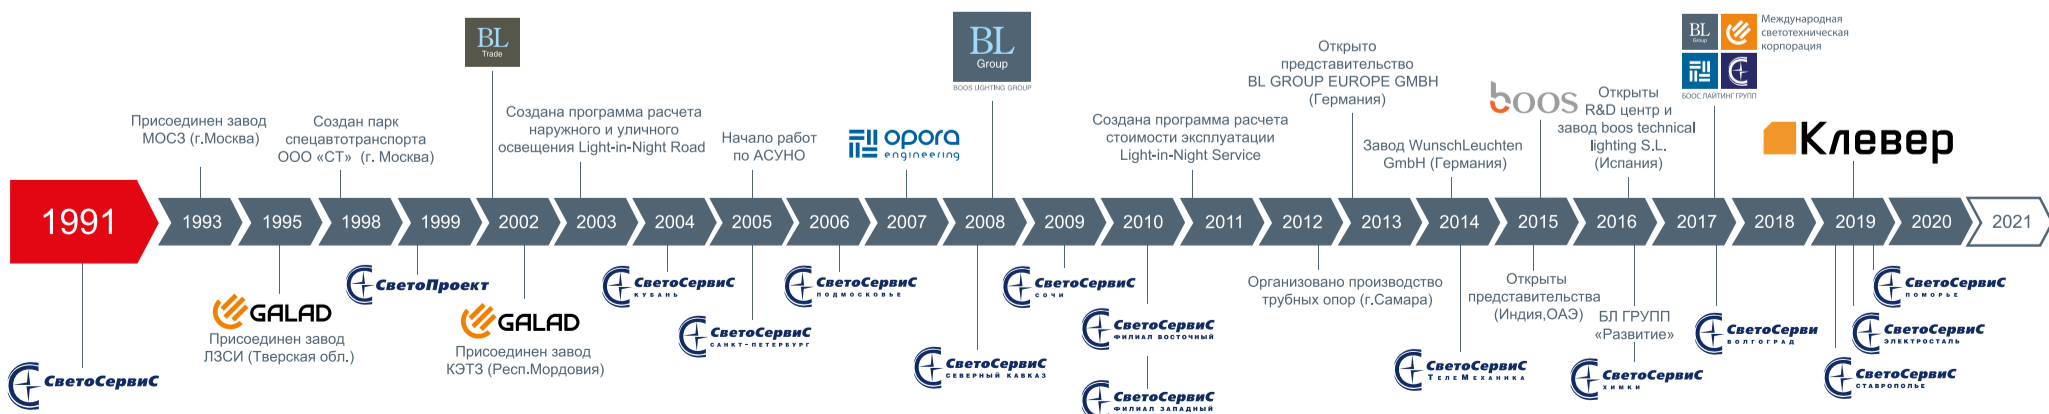 BL
Trade
BL
Group
BOOS LIGHTING GROUP
Открыто
представительство
BL GROUP EUROPE GMBH
(Германия)
boos
BL
Group
Международная
светотехническая
корпорация
БООС ЛАЙТИНГ ГРУПП
Присоединен завод
МОСЗ (г.Москва)
Создан парк
спецавтотранспорта
ООО «СТ» (г. Москва)
Создана программа расчета
наружного и уличного
освещения Light-in-Night Road
Начало работ
по АСУНО
opora
engineering
Создана программа расчета
стоимости эксплуатации
Light-in-Night Service
Завод WunschLeuchten
GmbH (Германия)
Открыты
R&D центр и
завод boos technical
lighting S.L.
(Испания)
Клевер
1991
1993
1995
1998
1999
2002
2003
2004
2005
2006
2007
2008
2009
2010
2011
2012
2013
2014
2015
2016
2017
2018
2019
2020
2021
СветоСервиС
GALAD
Присоединен завод
ЛЗСИ (Тверская обл.)
СветоПроект
GALAD
Присоединен завод
КЭТЗ (Респ.Мордовия)
СветоСервиС
КУБАНЬ
СветоСервиС
САНКТ-ПЕТЕРБУРГ
СветоСервиС
ПОДМОСКОВЬЕ
СветоСервиС
СЕВЕРНЫЙ КАВКАЗ
СветоСервиС
СОЧИ
СветоСервиС
ФИЛИАЛ ВОСТОЧНЫЙ
СветоСервиС
ФИЛИАЛ ЗАПАДНЫЙ
Организовано производство
трубных опор (г.Самара)
СветоСервиС
ТЕЛЕМЕХАНИКА
Открыты
представительства
(Индия,ОАЭ)
БЛ ГРУПП
«Развитие»
СветоСервиС
ХИМКИ
СветоСерви
ВОЛГОГРАД
СветоСервиС
ПОМОРЬЕ
СветоСервиС
ЭЛЕКТРОСТАЛЬ
СветоСервиС
СТАВРОПОЛЬЕ